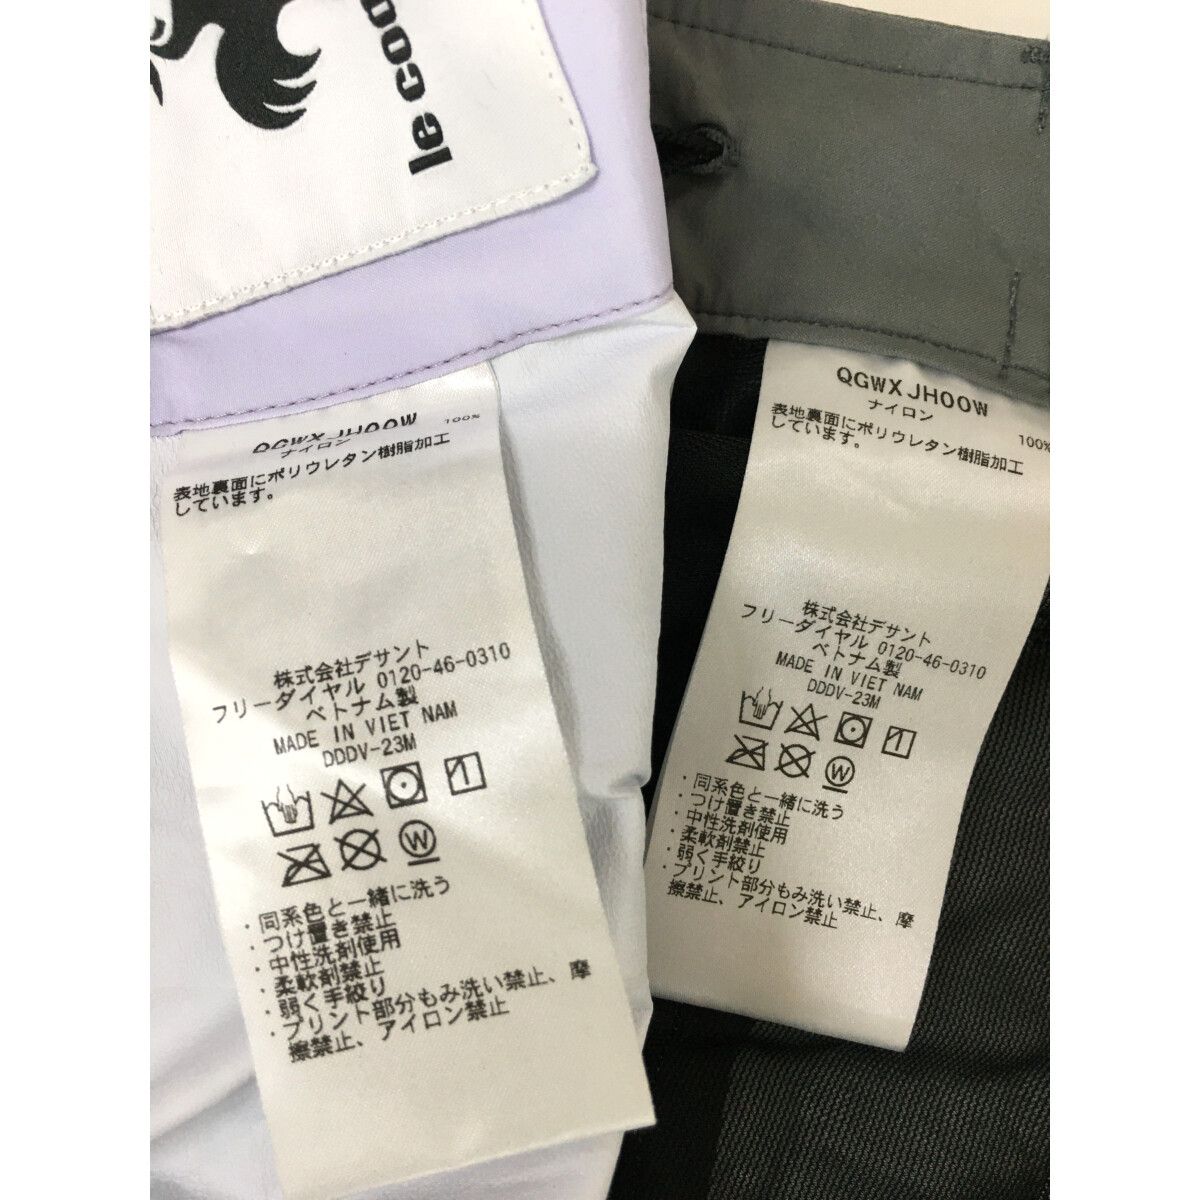 le coq
QGWXJH00W
ナイロン 100%
表地裏面にポリウレタン樹脂加工
しています。
株式会社デサント
フリーダイヤル 0120-46-0310
ベトナム製
MADE IN VIET NAM
DDDV-23M
W
・同系色と一緒に洗う
・つけ置き禁止
・中性洗剤使用
・柔軟剤禁止
・弱く手絞り
・プリント部分もみ洗い禁止、摩
擦禁止、アイロン禁止
QGWXJH00W
ナイロン 100%
表地裏面にポリウレタン樹脂加工
しています。
株式会社デサント
フリーダイヤル 0120-46-0310
ベトナム製
MADE IN VIET NAM
DDDV-23M
W
・同系色と一緒に洗う
・つけ置き禁止
・中性洗剤使用
・柔軟剤禁止
・弱く手絞り
・プリント部分もみ洗い禁止、摩
擦禁止、アイロン禁止